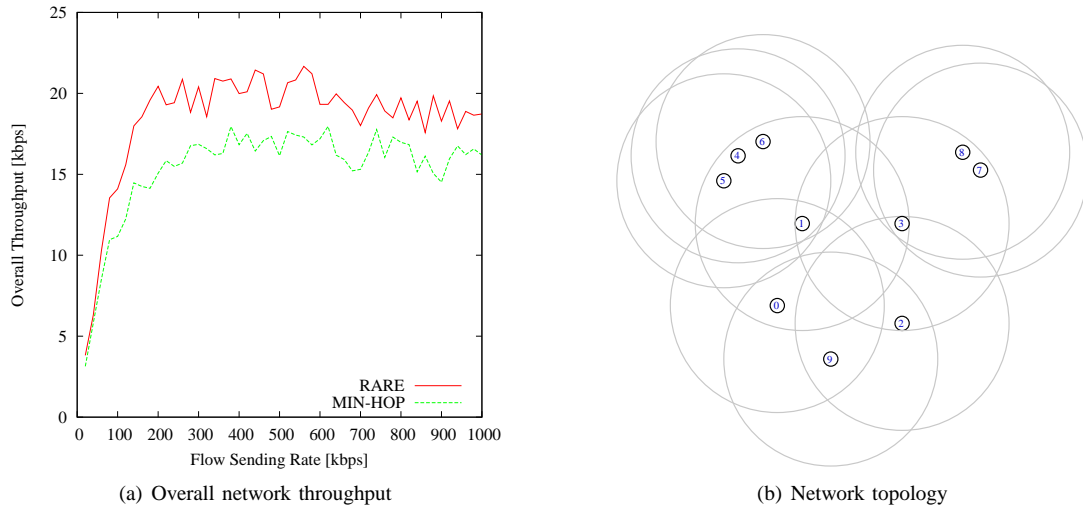 25
20
15
10
5
0
Overall Throughput [kbps]
RARE
MIN-HOP
0 100 200 300 400 500 600 700 800 900 1000
Flow Sending Rate [kbps]
(a) Overall network throughput
6
4
8
5
7
1
3
0
2
9
(b) Network topology